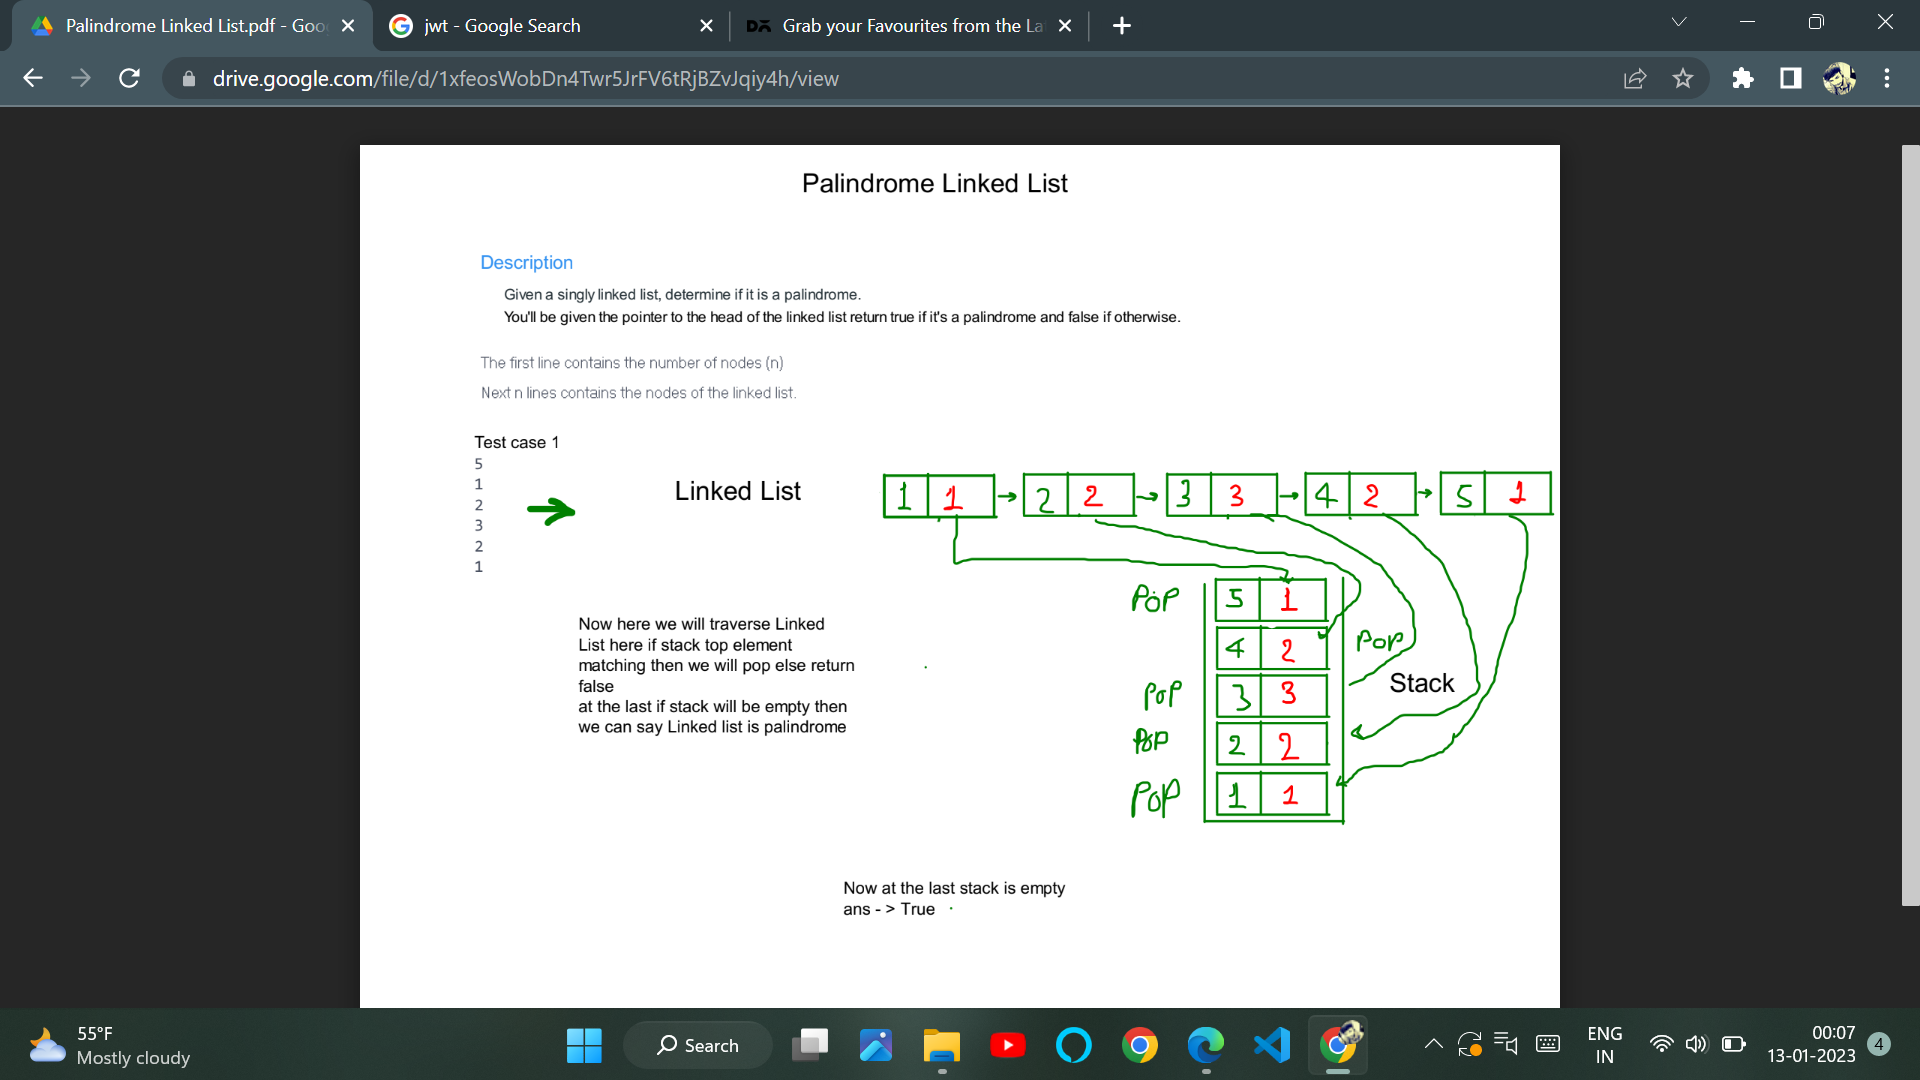 Palindrome Linked List.pdf - Goo
jwt - Google Search
Grab your Favourites from the La
drive.google.com/file/d/1xfeosWobDn4Twr5JrFV6tRjBZvJqiy4h/view
Palindrome Linked List
Description
Given a singly linked list, determine if it is a palindrome.
You'll be given the pointer to the head of the linked list return true if it's a palindrome and false if otherwise.
The first line contains the number of nodes (n)
Next n lines contains the nodes of the linked list.
Test case 1
5
1
2
3
2
1
Linked List
1 1 2 2 3 3 4 2 5 1
Now here we will traverse Linked
List here if stack top element
matching then we will pop else return
false
at the last if stack will be empty then
we can say Linked list is palindrome
POP 5 1
4 2 POP
POP 3 3
Stack
POP 2 2
POP 1 1
Now at the last stack is empty
ans - > True
55°F
Mostly cloudy
Search
ENG
IN
00:07
13-01-2023
4